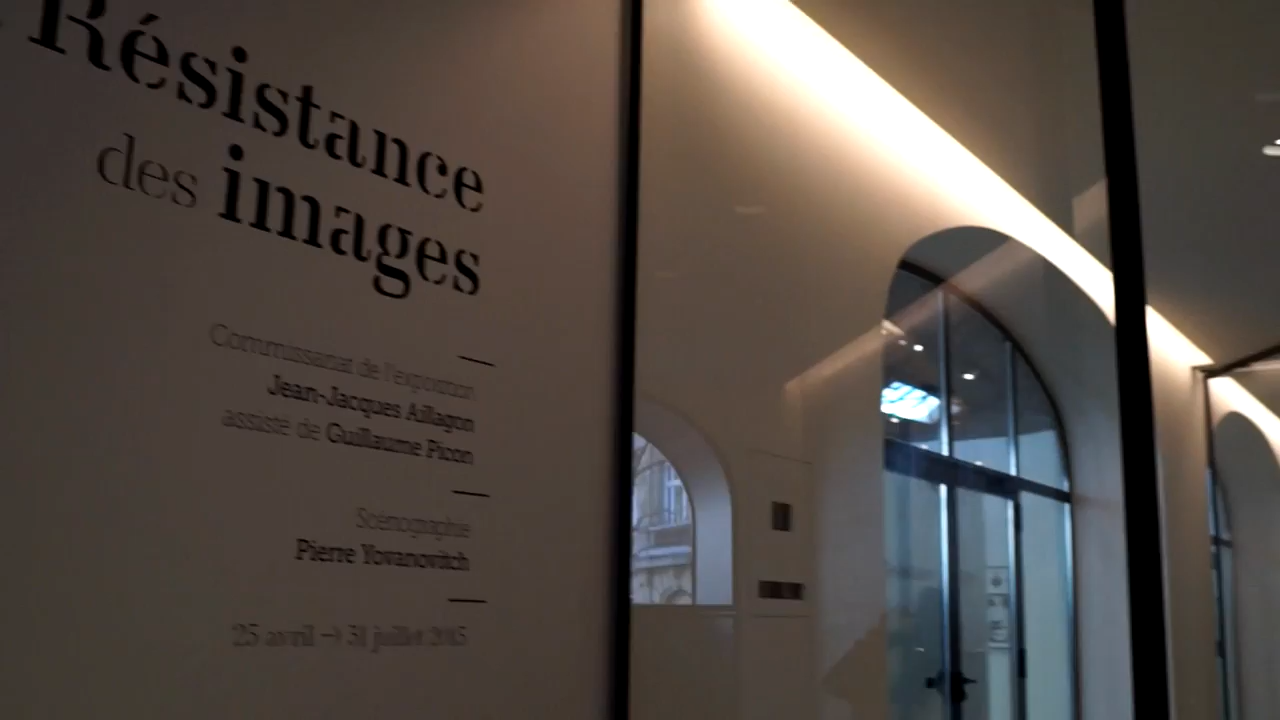 Résistance
des images
Commissariat de l'exposition
Jean-Jacques Aillagon
assisté de Guillaume Picon
Scénographie
Pierre Yovanovitch
25 avril → 31 juillet 2015